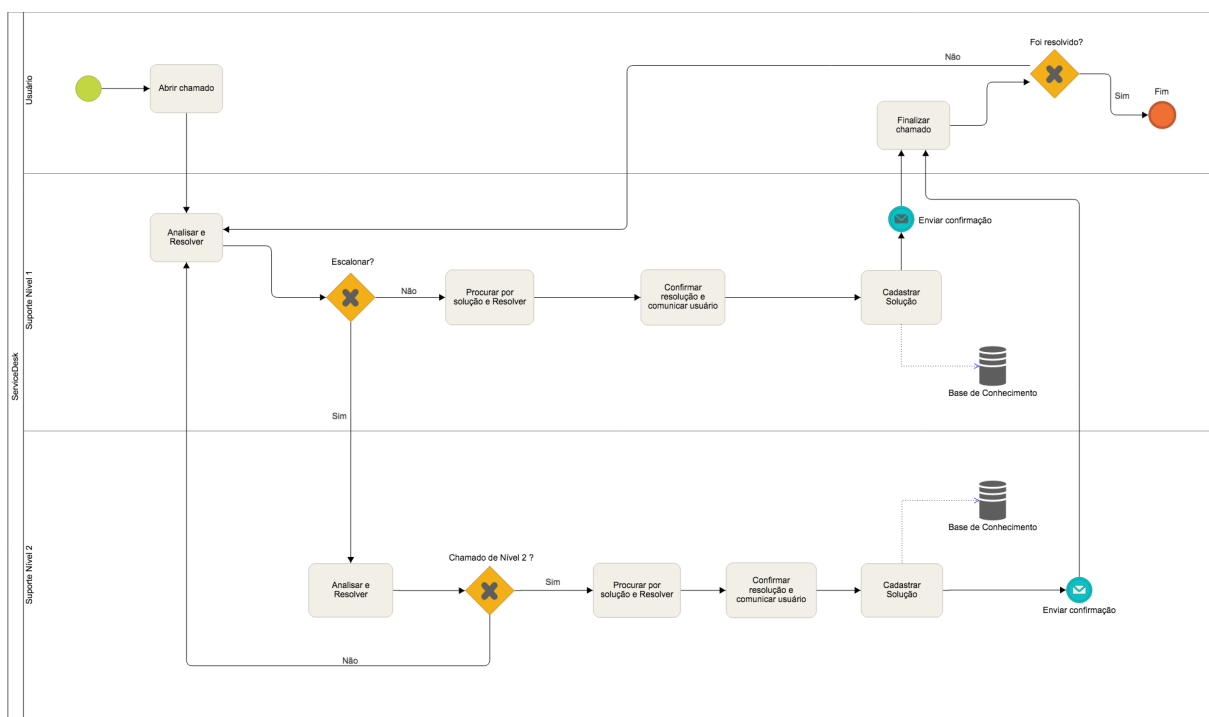 ServiceDesk
Usuário
Abrir chamado
Não
Foi resolvido?
Sim
Fim
Finalizar
chamado
Suporte Nível 1
Analisar e
Resolver
Escalonar?
Não
Procurar por
solução e Resolver
Confirmar
resolução e
comunicar usuário
Cadastrar
Solução
Enviar confirmação
Base de Conhecimento
Sim
Suporte Nível 2
Analisar e
Resolver
Chamado de Nível 2 ?
Sim
Procurar por
solução e Resolver
Confirmar
resolução e
comunicar usuário
Cadastrar
Solução
Base de Conhecimento
Enviar confirmação
Não